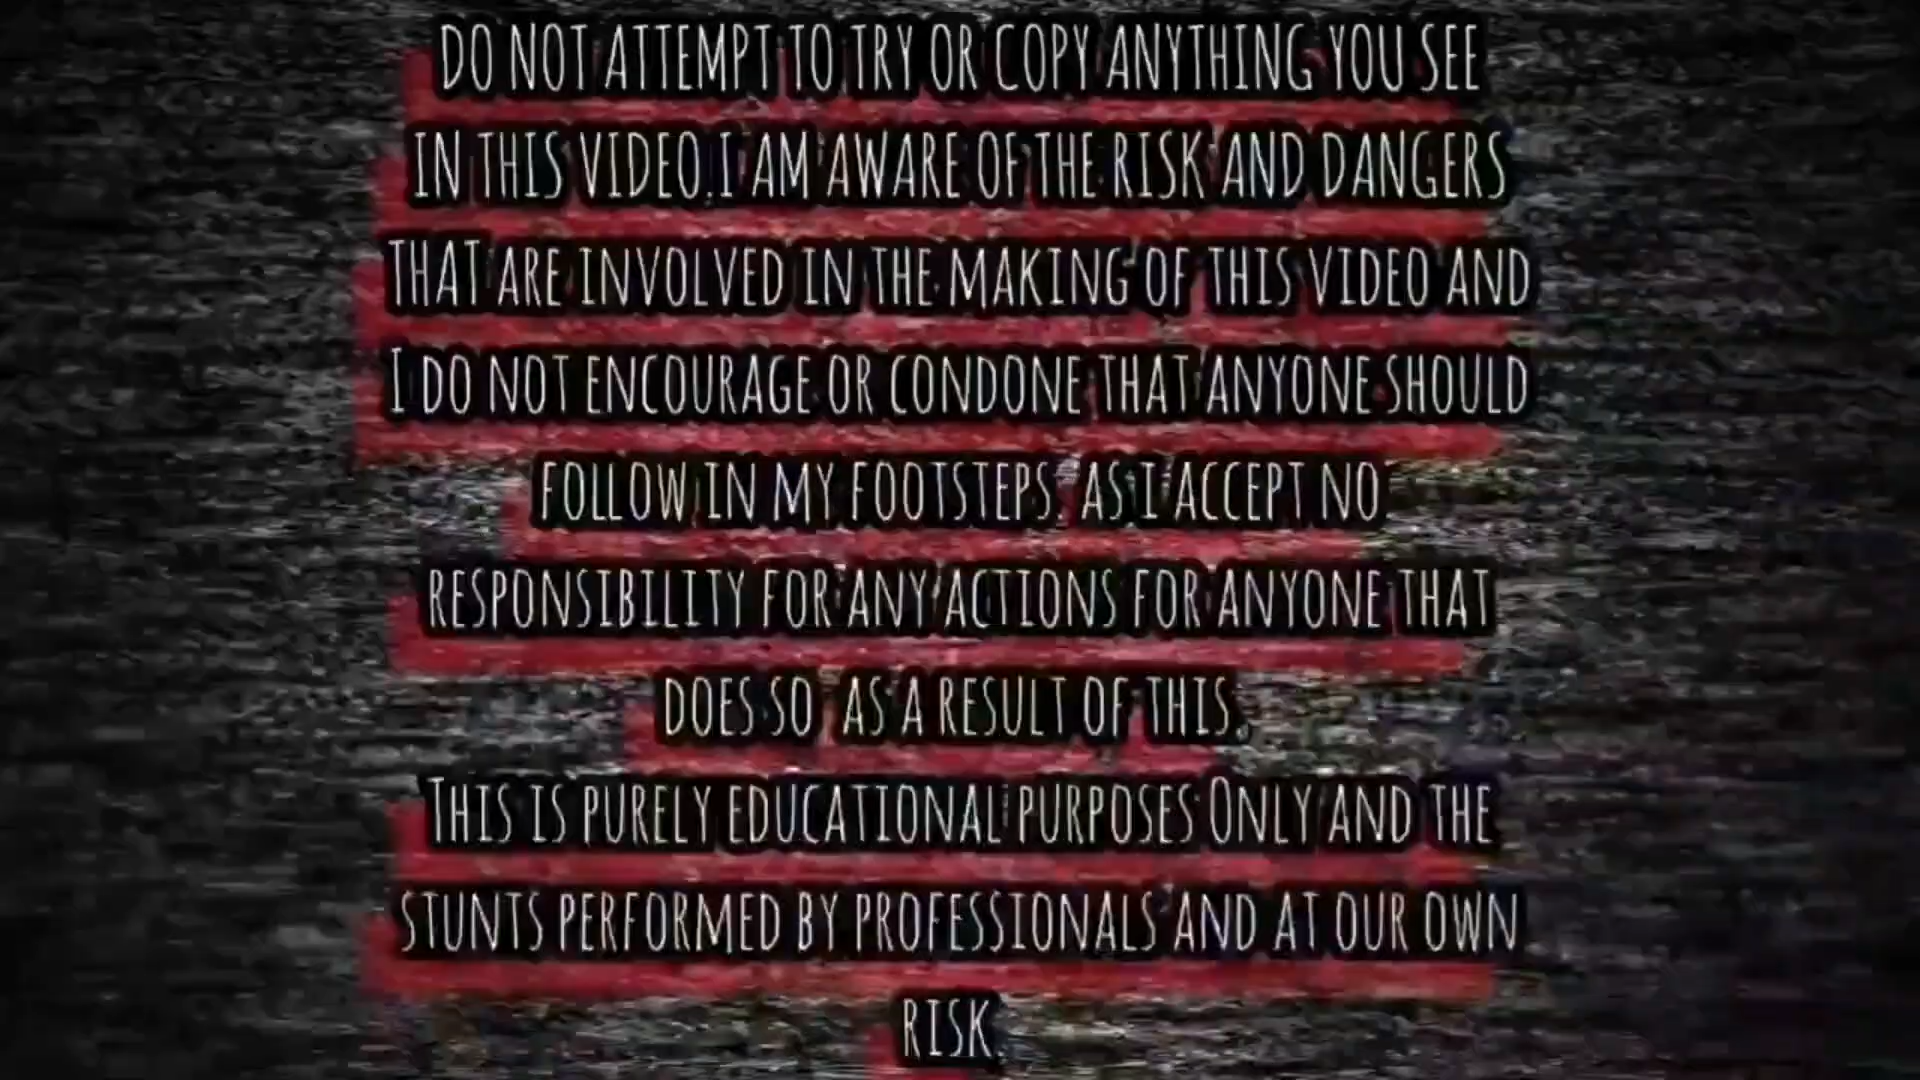 DO NOT ATTEMPT TO TRY OR COPY ANYTHING YOU SEE
IN THIS VIDEO.I AM AWARE OF THE RISK AND DANGERS
THAT ARE INVOLVED IN THE MAKING OF THIS VIDEO AND
I DO NOT ENCOURAGE OR CONDONE THAT ANYONE SHOULD
FOLLOW IN MY FOOTSTEPS. AS I ACCEPT NO
RESPONSIBILITY FOR ANY ACTIONS FOR ANYONE THAT
DOES SO AS A RESULT OF THIS.
THIS IS PURELY EDUCATIONAL PURPOSES ONLY AND THE
STUNTS PERFORMED BY PROFESSIONALS AND AT OUR OWN
RISK.